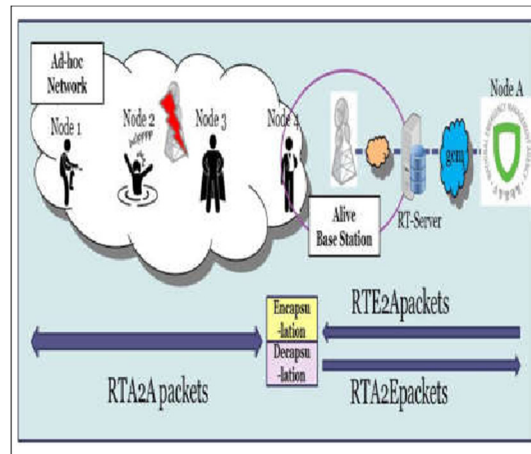 Ad-hoc
Network
Node 1
Node 2
Node 3
Node 4
Node A
Alive
Base Station
RT-Server
gcm
Encapsu
-lation
Decapsu
-lation
RTA2A packets
RTE2Apackets
RTA2Epackets